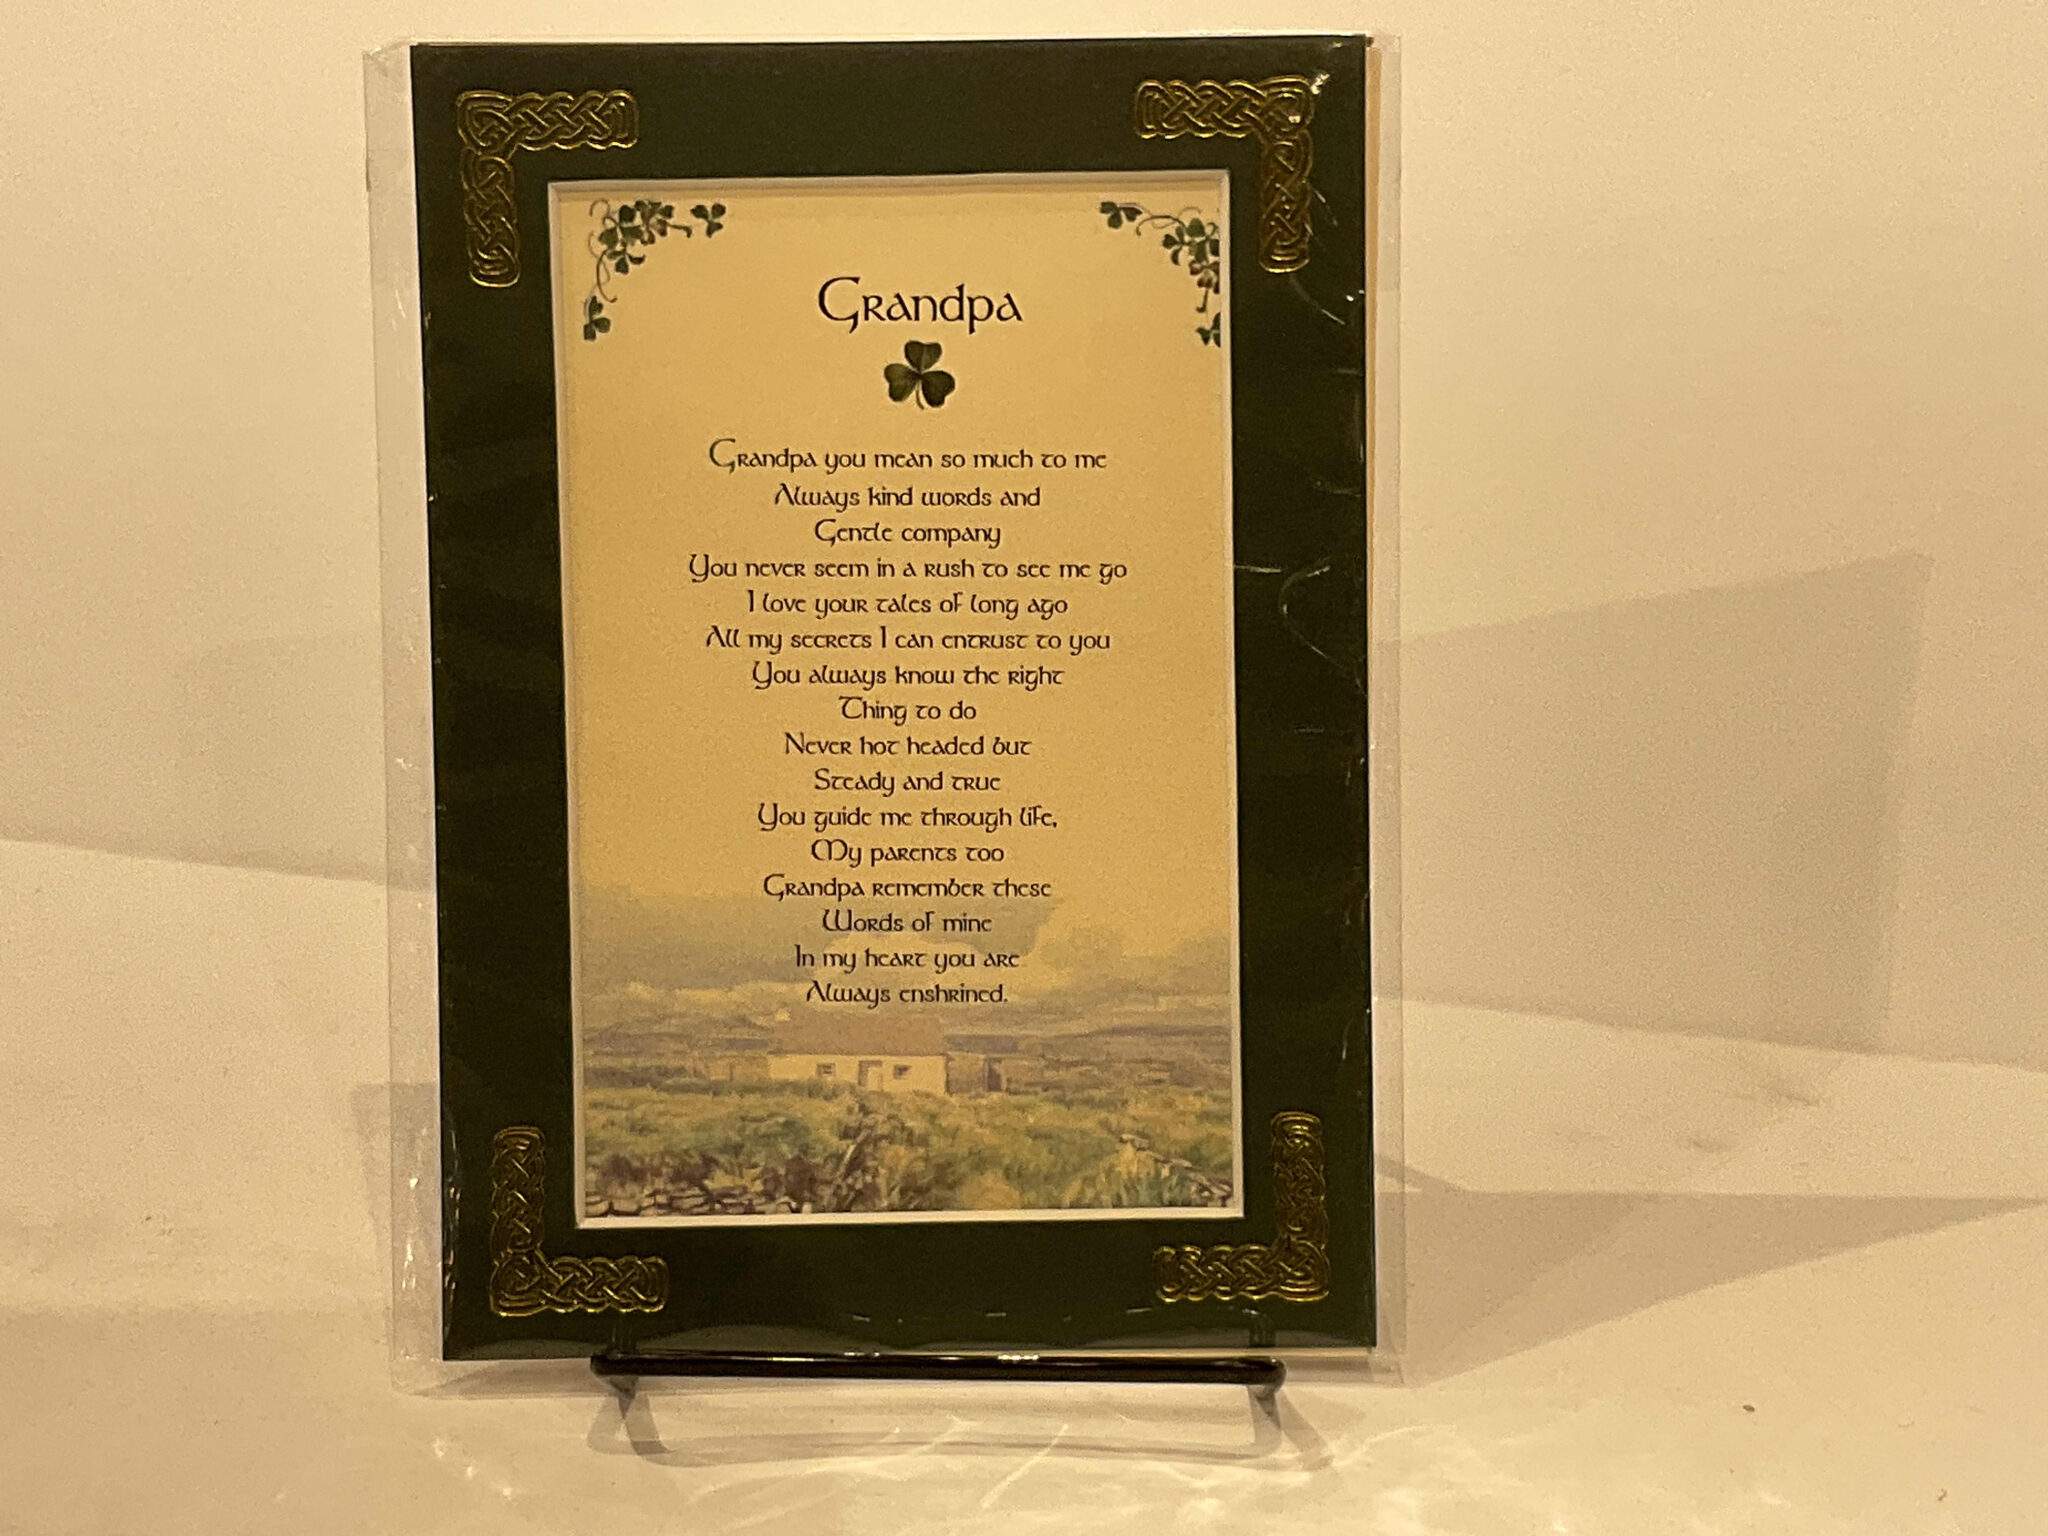 Grandpa
Grandpa you mean so much to me
Always kind words and
Gentle company
You never seem in a rush to see me go
I love your tales of long ago
All my secrets I can entrust to you
You always know the right
Thing to do
Never hot headed but
Steady and true
You guide me through life,
My parents too
Grandpa remember these
Words of mine
In my heart you are
Always enshrined.